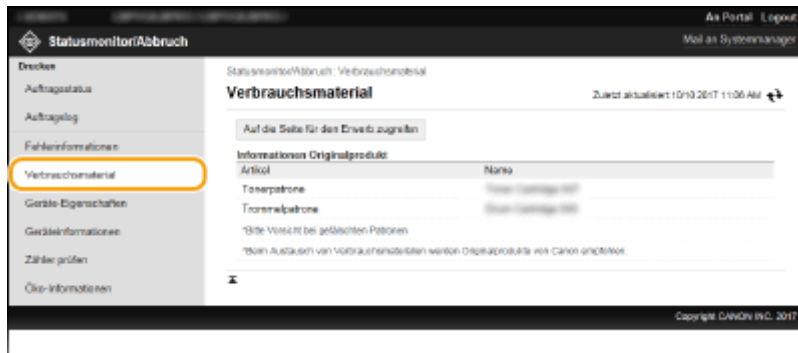 An Portal Logout
Statusmonitor/Abbruch
Mail an Systemmanager
Drucken
Auftragsstatus
Auftragslog
Fehlerinformationen
Verbrauchsmaterial
Geräte-Eigenschaften
Geräteinformationen
Zähler prüfen
Öko-Informationen
Statusmonitor/Abbruch: Verbrauchsmaterial
Verbrauchsmaterial
Zuletzt aktualisiert:10/18 2017 11:06 AM
Auf die Seite für den Erwerb zugreifen
Informationen Originalprodukt
Artikel Name
Tonerpatrone
Trommelpatrone
*Bitte Vorsicht bei gefälschten Patronen.
*Beim Austausch von Verbrauchsmaterialien werden Originalprodukte von Canon empfohlen.
Copyright CANON INC. 2017